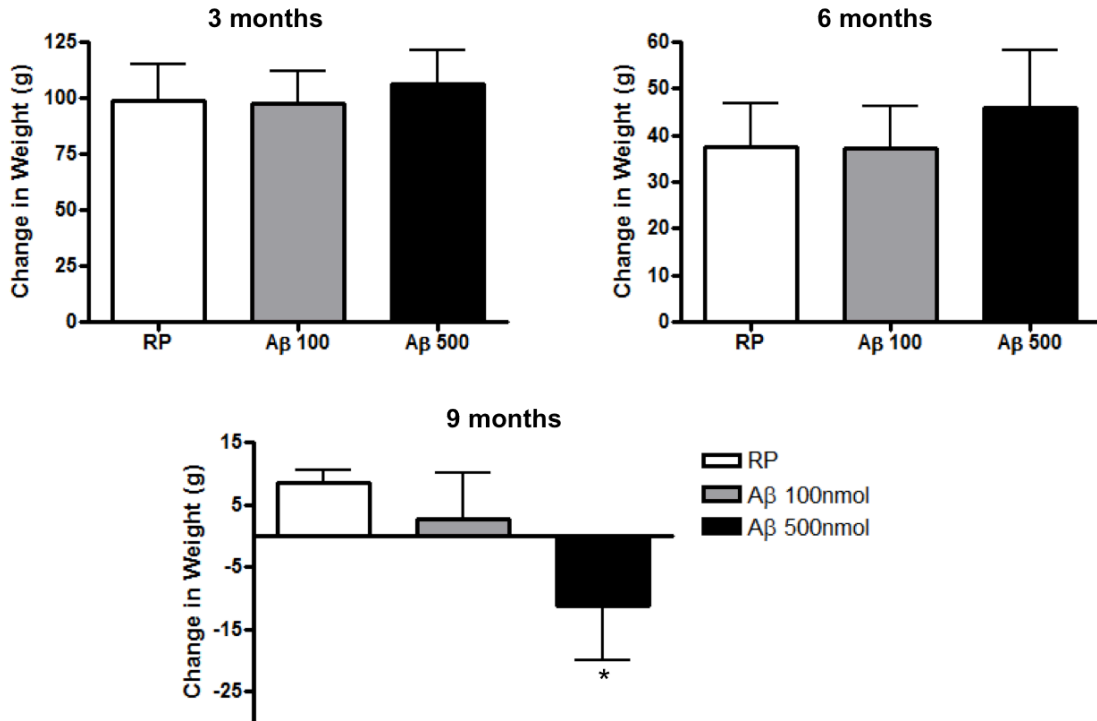 3 months
Change in Weight (g)
125
100
75
50
25
0
RP Aβ 100 Aβ 500
6 months
Change in Weight (g)
60
50
40
30
20
10
0
RP Aβ 100 Aβ 500
9 months
Change in Weight (g)
15
5
-5
-15
-25
*
RP
Aβ 100nmol
Aβ 500nmol